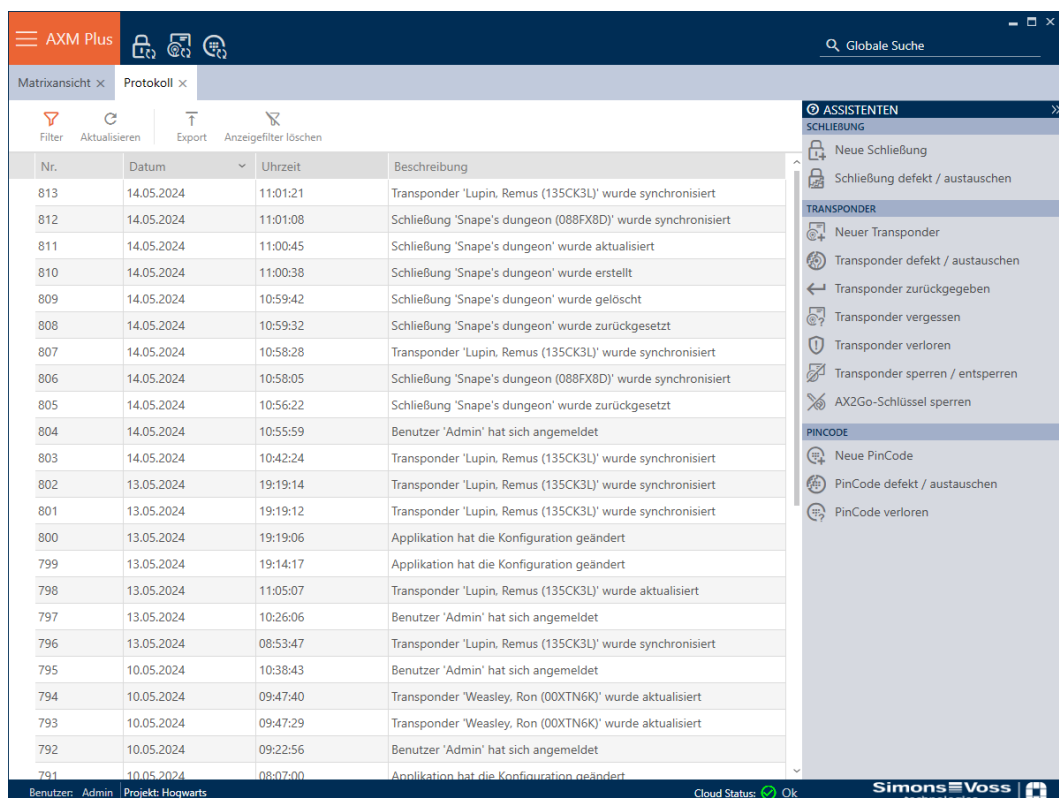 AXM Plus
Globale Suche
Matrixansicht
Protokoll
Filter
Aktualisieren
Export
Anzeigefilter löschen
Nr. Datum Uhrzeit Beschreibung
813 14.05.2024 11:01:21 Transponder 'Lupin, Remus (135CK3L)' wurde synchronisiert
812 14.05.2024 11:01:08 Schließung 'Snape's dungeon (088FX8D)' wurde synchronisiert
811 14.05.2024 11:00:45 Schließung 'Snape's dungeon' wurde aktualisiert
810 14.05.2024 11:00:38 Schließung 'Snape's dungeon' wurde erstellt
809 14.05.2024 10:59:42 Schließung 'Snape's dungeon' wurde gelöscht
808 14.05.2024 10:59:32 Schließung 'Snape's dungeon' wurde zurückgesetzt
807 14.05.2024 10:58:28 Transponder 'Lupin, Remus (135CK3L)' wurde synchronisiert
806 14.05.2024 10:58:05 Schließung 'Snape's dungeon (088FX8D)' wurde synchronisiert
805 14.05.2024 10:56:22 Schließung 'Snape's dungeon' wurde zurückgesetzt
804 14.05.2024 10:55:59 Benutzer 'Admin' hat sich angemeldet
803 14.05.2024 10:42:24 Transponder 'Lupin, Remus (135CK3L)' wurde synchronisiert
802 13.05.2024 19:19:14 Transponder 'Lupin, Remus (135CK3L)' wurde synchronisiert
801 13.05.2024 19:19:12 Transponder 'Lupin, Remus (135CK3L)' wurde synchronisiert
800 13.05.2024 19:19:06 Applikation hat die Konfiguration geändert
799 13.05.2024 19:14:17 Applikation hat die Konfiguration geändert
798 13.05.2024 11:05:07 Transponder 'Lupin, Remus (135CK3L)' wurde aktualisiert
797 13.05.2024 10:26:06 Benutzer 'Admin' hat sich angemeldet
796 13.05.2024 08:53:47 Transponder 'Lupin, Remus (135CK3L)' wurde synchronisiert
795 10.05.2024 10:38:43 Benutzer 'Admin' hat sich angemeldet
794 10.05.2024 09:47:40 Transponder 'Weasley, Ron (00XTN6K)' wurde aktualisiert
793 10.05.2024 09:47:29 Transponder 'Weasley, Ron (00XTN6K)' wurde aktualisiert
792 10.05.2024 09:22:56 Benutzer 'Admin' hat sich angemeldet
791 10.05.2024 08:07:00 Applikation hat die Konfiguration geändert
ASSISTENTEN
SCHLIEßUNG
Neue Schließung
Schließung defekt / austauschen
TRANSPONDER
Neuer Transponder
Transponder defekt / austauschen
Transponder zurückgegeben
Transponder vergessen
Transponder verloren
Transponder sperren / entsperren
AX2Go-Schlüssel sperren
PINCODE
Neue PinCode
PinCode defekt / austauschen
PinCode verloren
Benutzer: Admin Projekt: Hogwarts
Cloud Status: Ok
Simons Voss
technologies